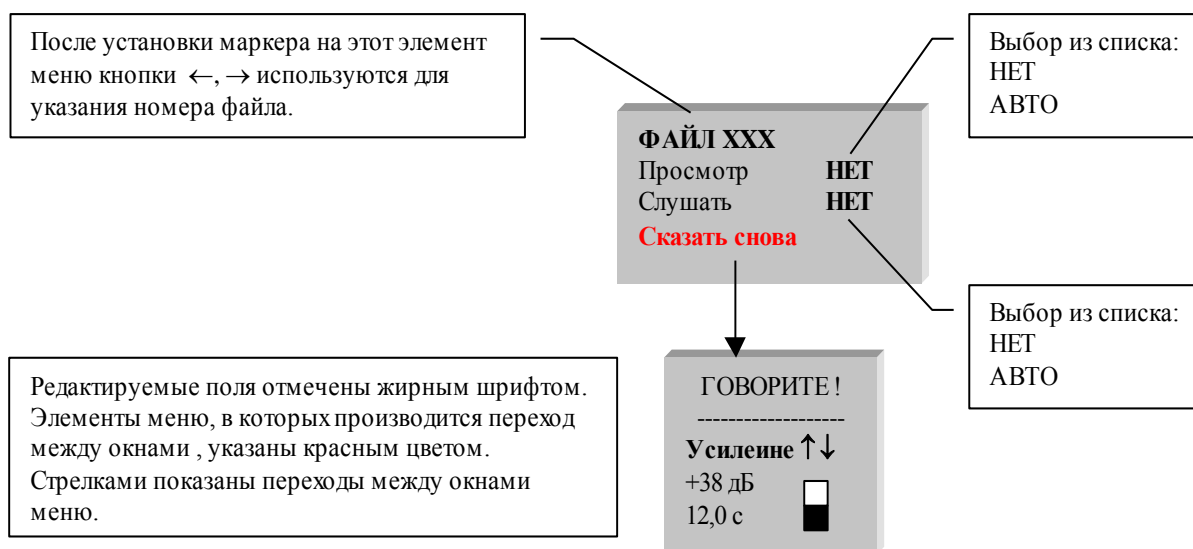 После установки маркера на этот элемент
меню кнопки ←, → используются для
указания номера файла.
Выбор из списка:
НЕТ
АВТО
ФАЙЛ XXX
Просмотр НЕТ
Слушать НЕТ
Сказать снова
Выбор из списка:
НЕТ
АВТО
Редактируемые поля отмечены жирным шрифтом.
Элементы меню, в которых производится переход
между окнами , указаны красным цветом.
Стрелками показаны переходы между окнами
меню.
ГОВОРИТЕ !
--------------------
Усилеине ↑↓
+38 дБ
12,0 с